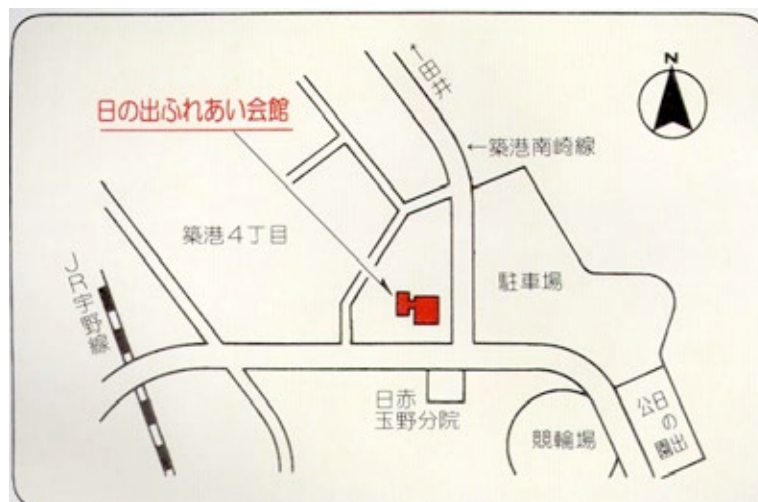 N
←田井
日の出ふれあい会館
←築港南崎線
築港4丁目
駐車場
JR宇野線
日赤
玉野分院
競輪場
日の出
公園